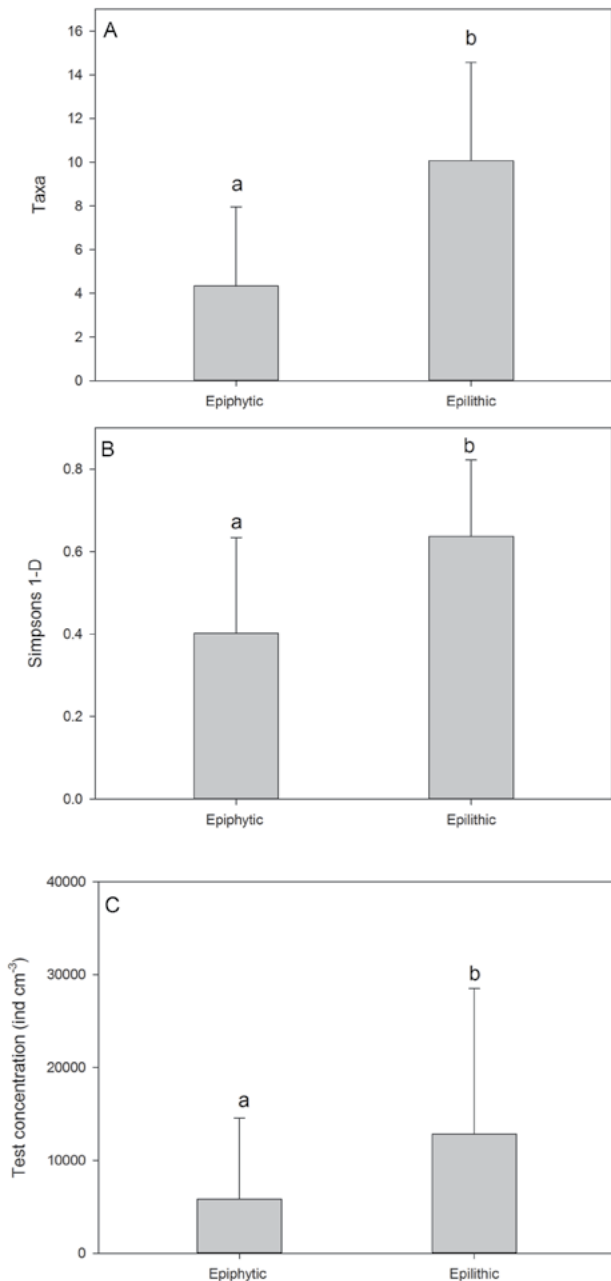 A
b
a
Taxa
16
14
12
10
8
6
4
2
0
Epiphytic Epilithic
B
b
a
Simpsons 1-D
0.8
0.6
0.4
0.2
0.0
Epiphytic Epilithic
C
b
a
Test concentration (ind cm⁻³)
40000
30000
20000
10000
0
Epiphytic Epilithic